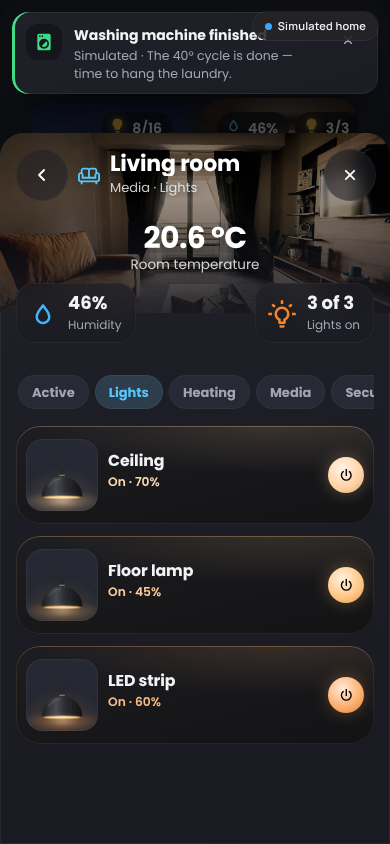 Washing machine finished
Simulated home
Simulated · The 40° cycle is done —
time to hang the laundry.
8/16
46%
3/3
Living room
Media · Lights
20.6 °C
Room temperature
46%
Humidity
3 of 3
Lights on
Active
Lights
Heating
Media
Secu
Ceiling
On · 70%
Floor lamp
On · 45%
LED strip
On · 60%